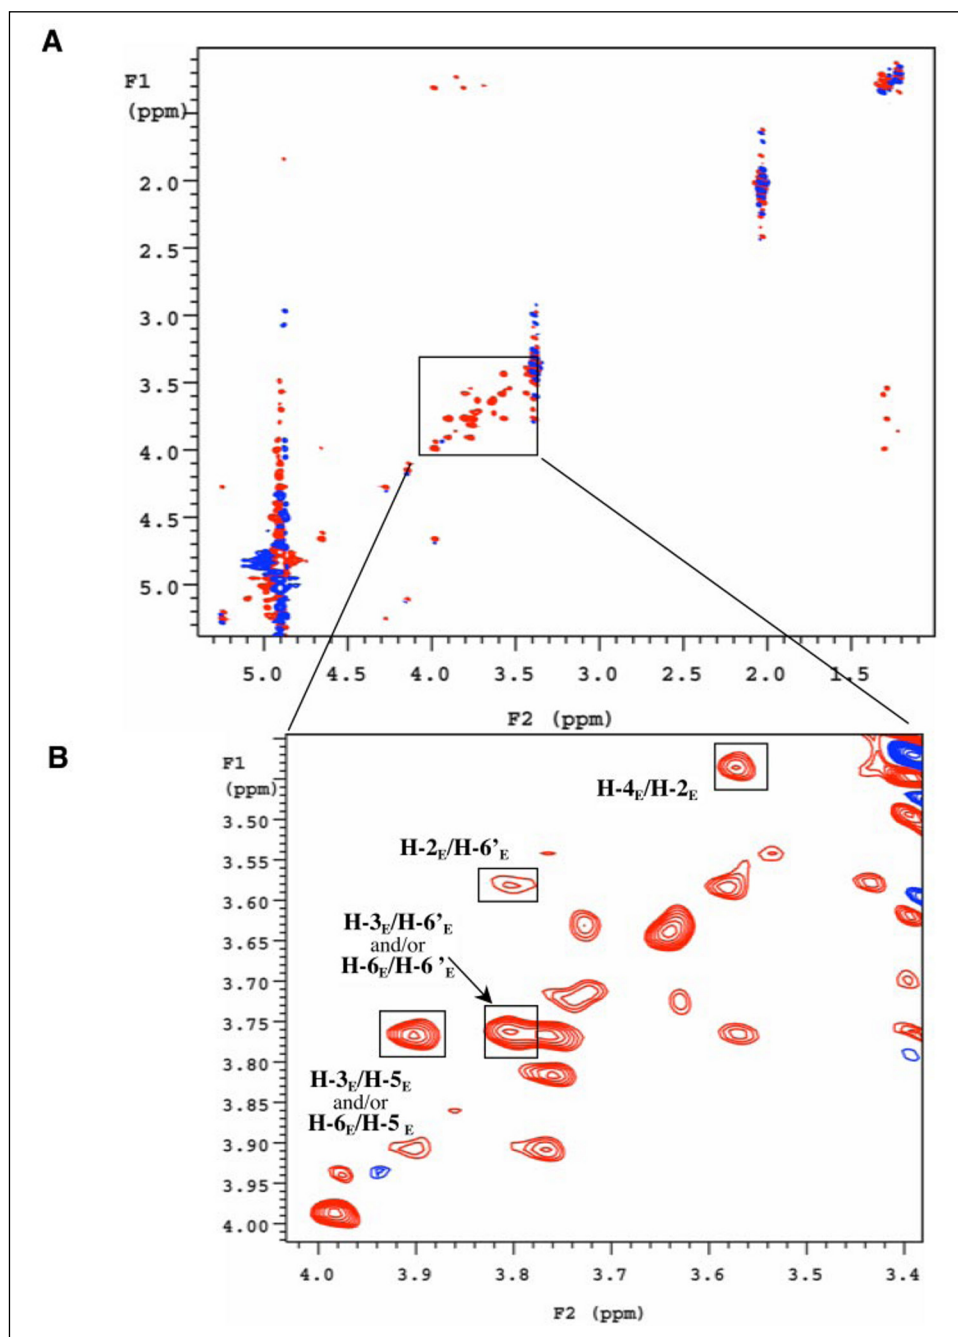 A
F1
(ppm)
2.0
2.5
3.0
3.5
4.0
4.5
5.0
5.0 4.5 4.0 3.5 3.0 2.5 2.0 1.5
F2 (ppm)
B
F1
(ppm)
H-4E/H-2E
3.50
H-2E/H-6'E
3.55
3.60
H-3E/H-6'E
and/or
H-6E/H-6 'E
3.65
3.70
3.75
3.80
H-3E/H-5E
and/or
H-6E/H-5 E
3.85
3.90
3.95
4.00
4.0 3.9 3.8 3.7 3.6 3.5 3.4
F2 (ppm)